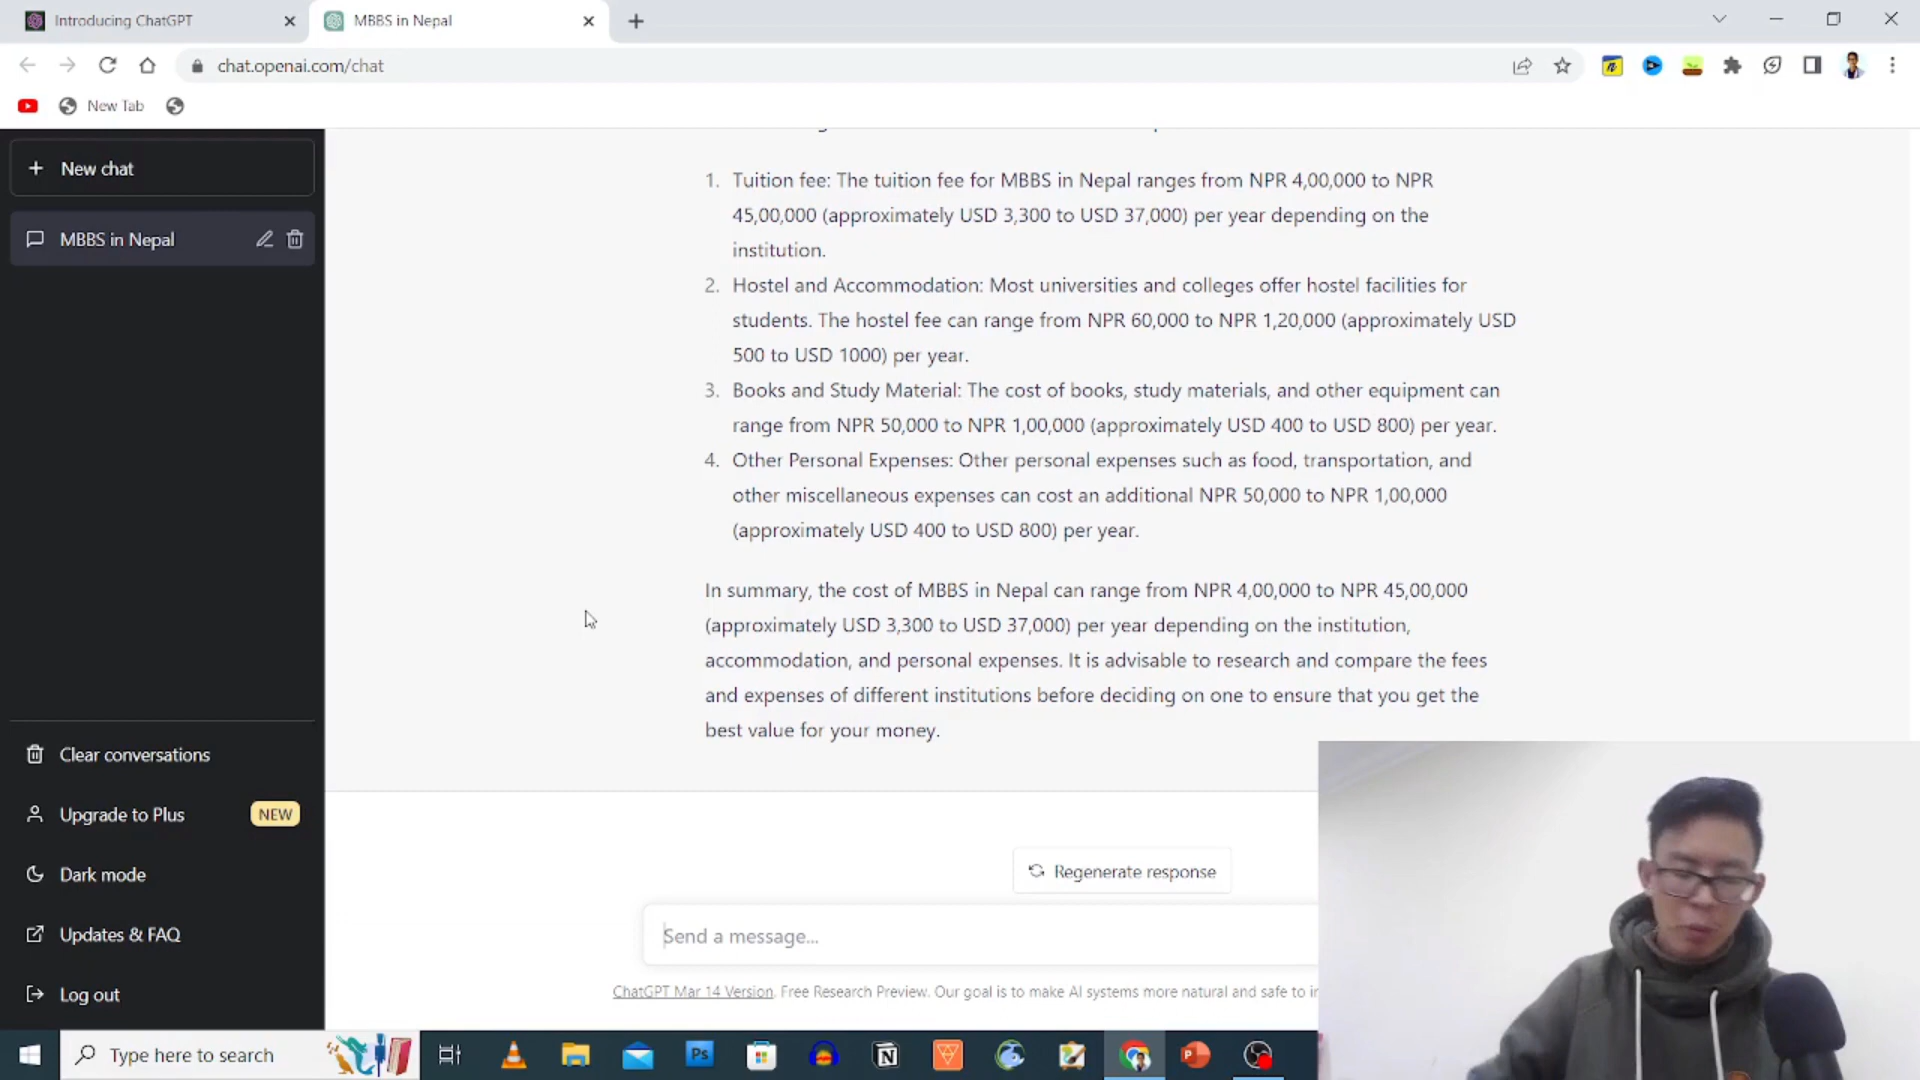 Introducing ChatGPT
MBBS in Nepal
chat.openai.com/chat
New Tab
New chat
MBBS in Nepal
Clear conversations
Upgrade to Plus
NEW
Dark mode
Updates & FAQ
Log out
1. Tuition fee: The tuition fee for MBBS in Nepal ranges from NPR 4,00,000 to NPR
45,00,000 (approximately USD 3,300 to USD 37,000) per year depending on the
institution.
2. Hostel and Accommodation: Most universities and colleges offer hostel facilities for
students. The hostel fee can range from NPR 60,000 to NPR 1,20,000 (approximately USD
500 to USD 1000) per year.
3. Books and Study Material: The cost of books, study materials, and other equipment can
range from NPR 50,000 to NPR 1,00,000 (approximately USD 400 to USD 800) per year.
4. Other Personal Expenses: Other personal expenses such as food, transportation, and
other miscellaneous expenses can cost an additional NPR 50,000 to NPR 1,00,000
(approximately USD 400 to USD 800) per year.
In summary, the cost of MBBS in Nepal can range from NPR 4,00,000 to NPR 45,00,000
(approximately USD 3,300 to USD 37,000) per year depending on the institution,
accommodation, and personal expenses. It is advisable to research and compare the fees
and expenses of different institutions before deciding on one to ensure that you get the
best value for your money.
Regenerate response
Send a message...
ChatGPT Mar 14 Version. Free Research Preview. Our goal is to make AI systems more natural and safe to
Type here to search
Ps